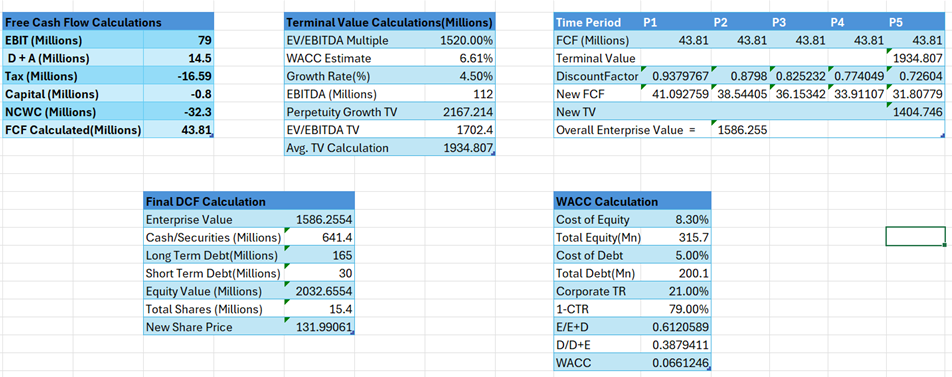 Free Cash Flow Calculations
EBIT (Millions) 79
D + A (Millions) 14.5
Tax (Millions) -16.59
Capital (Millions) -0.8
NCWC (Millions) -32.3
FCF Calculated(Millions) 43.81
Terminal Value Calculations(Millions)
EV/EBITDA Multiple 1520.00%
WACC Estimate 6.61%
Growth Rate(%) 4.50%
EBITDA (Millions) 112
Perpetuity Growth TV 2167.214
EV/EBITDA TV 1702.4
Avg. TV Calculation 1934.807
Time Period P1 P2 P3 P4 P5
FCF (Millions) 43.81 43.81 43.81 43.81 43.81
Terminal Value 1934.807
DiscountFactor 0.9379767 0.8798 0.825232 0.774049 0.72604
New FCF 41.092759 38.54405 36.15342 33.91107 31.80779
New TV 1404.746
Overall Enterprise Value = 1586.255
Final DCF Calculation
Enterprise Value 1586.2554
Cash/Securities (Millions) 641.4
Long Term Debt(Millions) 165
Short Term Debt(Millions) 30
Equity Value (Millions) 2032.6554
Total Shares (Millions) 15.4
New Share Price 131.99061
WACC Calculation
Cost of Equity 8.30%
Total Equity(Mn) 315.7
Cost of Debt 5.00%
Total Debt(Mn) 200.1
Corporate TR 21.00%
1-CTR 79.00%
E/E+D 0.6120589
D/D+E 0.3879411
WACC 0.0661246